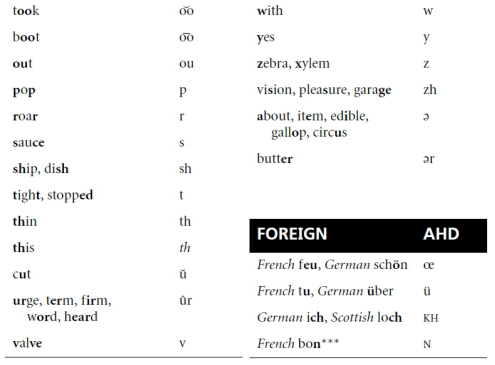 took o͝o
boot o͞o
out ou
pop p
roar r
sauce s
ship, dish sh
tight, stopped t
thin th
this th
cut ŭ
urge, term, firm, ûr
word, heard
valve v
with w
yes y
zebra, xylem z
vision, pleasure, garage zh
about, item, edible, ə
gallop, circus
butter ər
FOREIGN AHD
French feu, German schön œ
French tu, German über ü
German ich, Scottish loch KH
French bon*** N